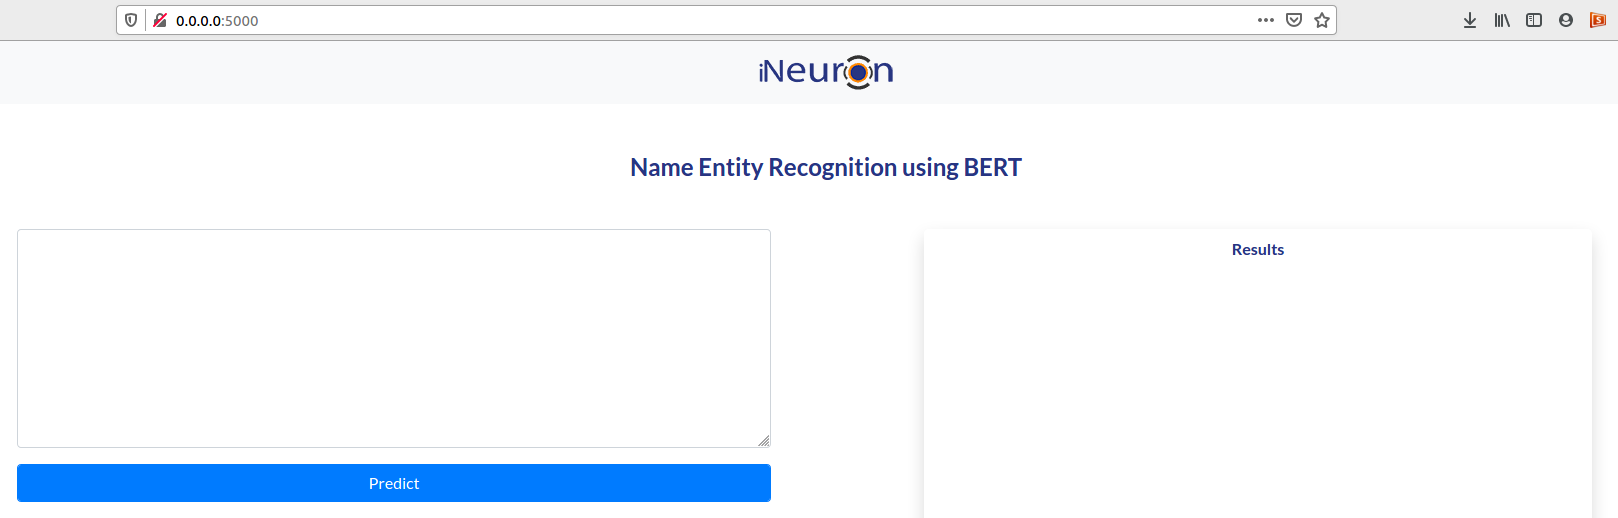 0.0.0.0:5000
iNeuron
Name Entity Recognition using BERT
Results
Predict